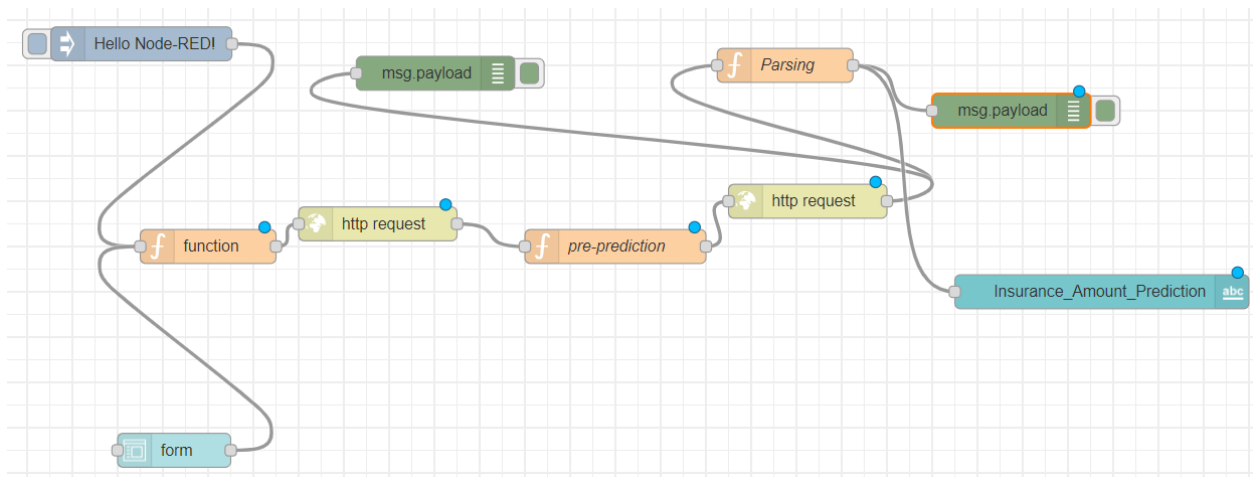 Hello Node-RED!
msg.payload
f Parsing
msg.payload
http request
http request
f function
f pre-prediction
Insurance_Amount_Prediction abc
form